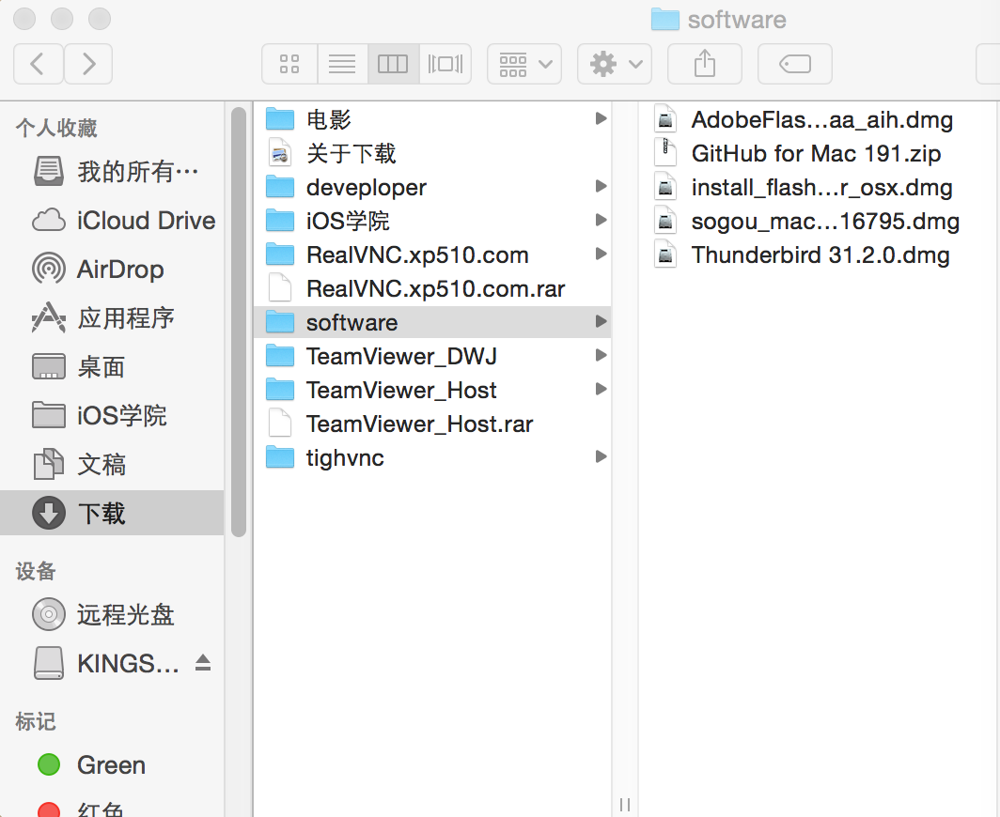 software
个人收藏
我的所有…
iCloud Drive
AirDrop
应用程序
桌面
iOS学院
文稿
下载
设备
远程光盘
KINGS...
标记
Green
红色
电影
关于下载
deveploper
iOS学院
RealVNC.xp510.com
RealVNC.xp510.com.rar
software
TeamViewer_DWJ
TeamViewer_Host
TeamViewer_Host.rar
tighvnc
AdobeFlas...aa_aih.dmg
GitHub for Mac 191.zip
install_flash...r_osx.dmg
sogou_mac...16795.dmg
Thunderbird 31.2.0.dmg